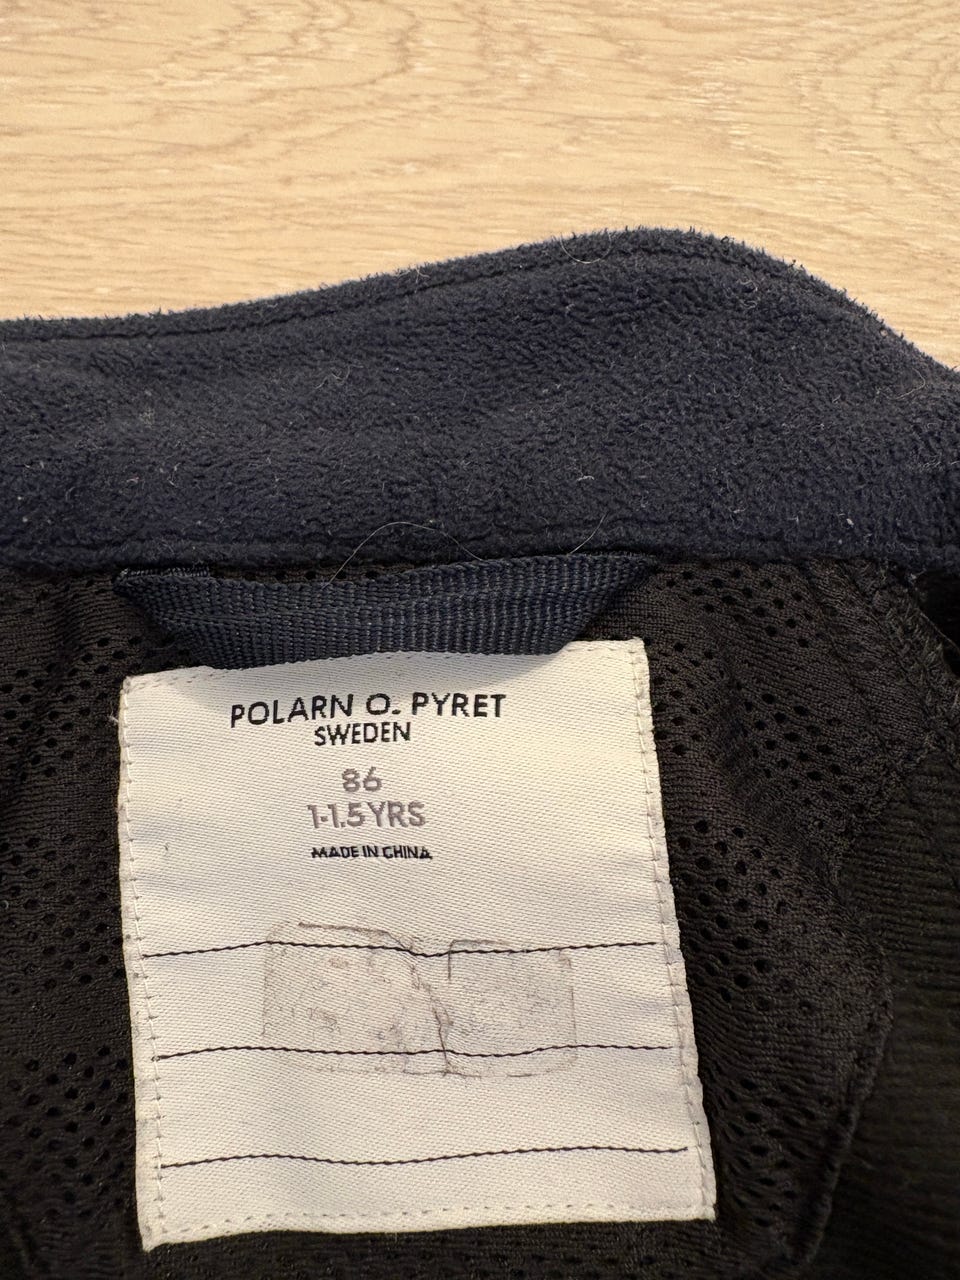 POLARN O. PYRET
SWEDEN
86
1-1.5 YRS
MADE IN CHINA